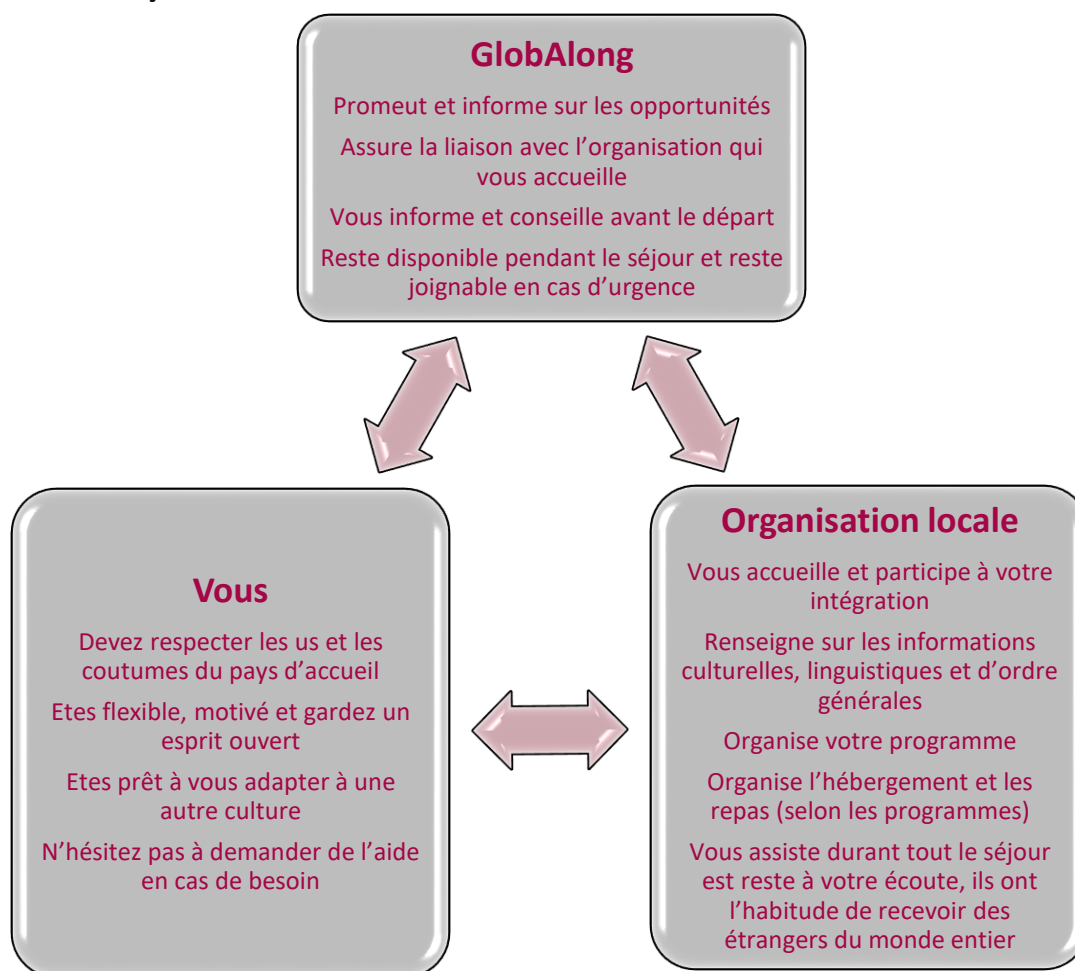 GlobAlong
Promeut et informe sur les opportunités
Assure la liaison avec l’organisation qui
vous accueille
Vous informe et conseille avant le départ
Reste disponible pendant le séjour et reste
joignable en cas d’urgence
Vous
Devez respecter les us et les
coutumes du pays d’accueil
Etes flexible, motivé et gardez un
esprit ouvert
Etes prêt à vous adapter à une
autre culture
N’hésitez pas à demander de l’aide
en cas de besoin
Organisation locale
Vous accueille et participe à votre
intégration
Renseigne sur les informations
culturelles, linguistiques et d’ordre
générales
Organise votre programme
Organise l’hébergement et les
repas (selon les programmes)
Vous assiste durant tout le séjour
est reste à votre écoute, ils ont
l’habitude de recevoir des
étrangers du monde entier